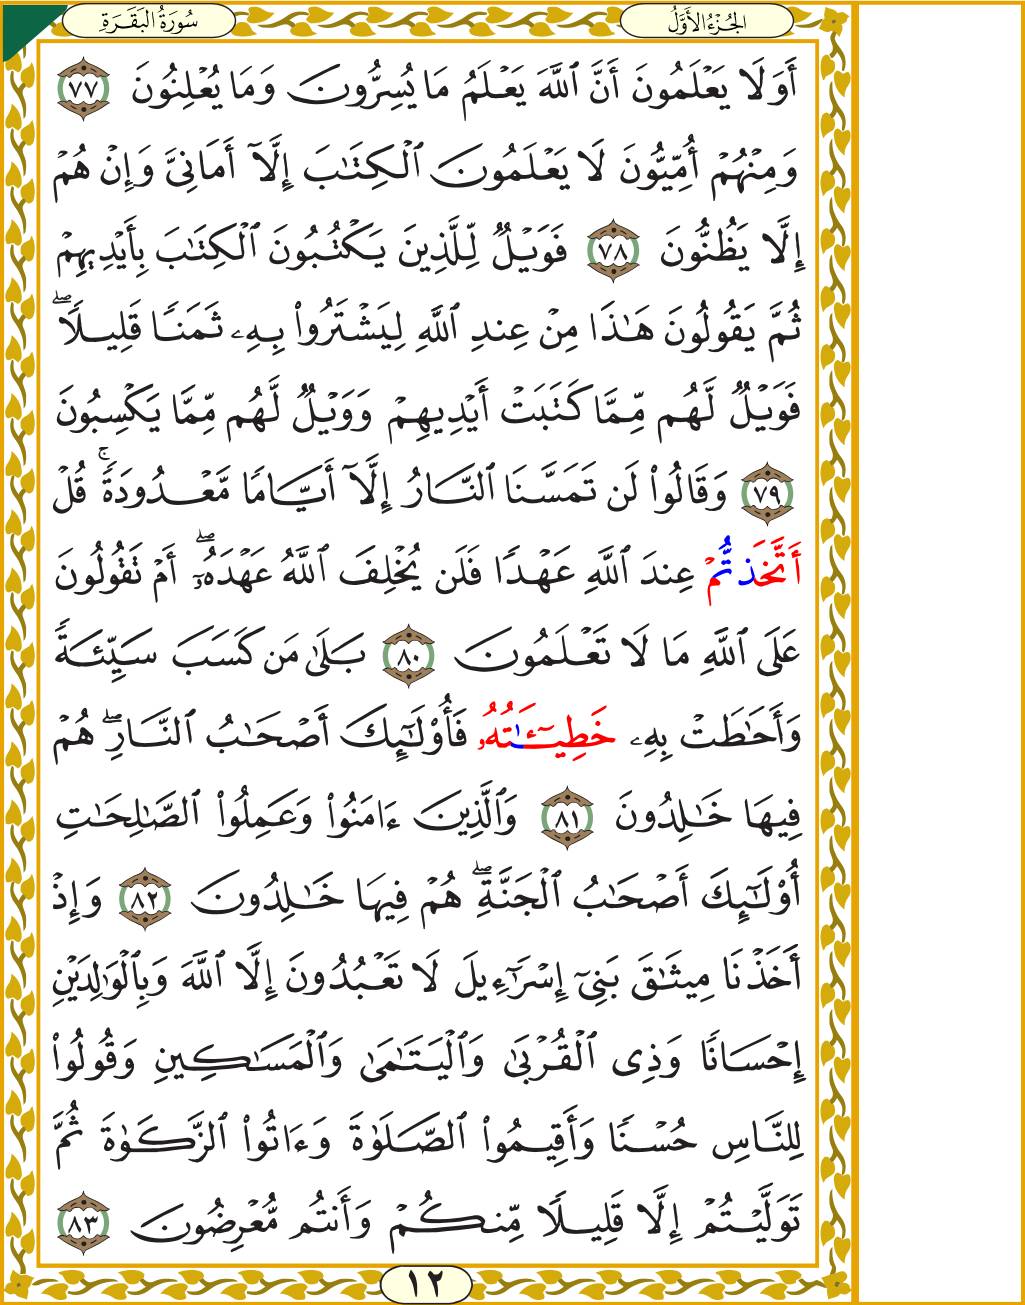 الجُزْءُ الأَوَّلُ
سُورَةُ البَقَرَةِ
أَوَلَا يَعْلَمُونَ أَنَّ ٱللَّهَ يَعْلَمُ مَا يُسِرُّونَ وَمَا يُعْلِنُونَ ٧٧
وَمِنْهُمْ أُمِّيُّونَ لَا يَعْلَمُونَ ٱلْكِتَٰبَ إِلَّآ أَمَانِىَّ وَإِنْ هُمْ
إِلَّا يَظُنُّونَ ٧٨ فَوَيْلٌ لِّلَّذِينَ يَكْتُبُونَ ٱلْكِتَٰبَ بِأَيْدِيهِمْ
ثُمَّ يَقُولُونَ هَٰذَا مِنْ عِندِ ٱللَّهِ لِيَشْتَرُوا۟ بِهِۦ ثَمَنًا قَلِيلًاۖ
فَوَيْلٌ لَّهُم مِّمَّا كَتَبَتْ أَيْدِيهِمْ وَوَيْلٌ لَّهُم مِّمَّا يَكْسِبُونَ
٧٩ وَقَالُوا۟ لَن تَمَسَّنَا ٱلنَّارُ إِلَّآ أَيَّامًا مَّعْدُودَةًۚ قُلْ
أَتَّخَذتُّمْ عِندَ ٱللَّهِ عَهْدًا فَلَن يُخْلِفَ ٱللَّهُ عَهْدَهُۥٓۖ أَمْ تَقُولُونَ
عَلَى ٱللَّهِ مَا لَا تَعْلَمُونَ ٨٠ بَلَىٰ مَن كَسَبَ سَيِّئَةً
وَأَحَٰطَتْ بِهِۦ خَطِيـَٔـٰتُهُۥ فَأُو۟لَٰٓئِكَ أَصْحَٰبُ ٱلنَّارِۖ هُمْ
فِيهَا خَٰلِدُونَ ٨١ وَٱلَّذِينَ ءَامَنُوا۟ وَعَمِلُوا۟ ٱلصَّٰلِحَٰتِ
أُو۟لَٰٓئِكَ أَصْحَٰبُ ٱلْجَنَّةِۖ هُمْ فِيهَا خَٰلِدُونَ ٨٢ وَإِذْ
أَخَذْنَا مِيثَٰقَ بَنِىٓ إِسْرَٰٓءِيلَ لَا تَعْبُدُونَ إِلَّا ٱللَّهَ وَبِٱلْوَٰلِدَيْنِ
إِحْسَانًا وَذِى ٱلْقُرْبَىٰ وَٱلْيَتَٰمَىٰ وَٱلْمَسَٰكِينِ وَقُولُوا۟
لِلنَّاسِ حُسْنًا وَأَقِيمُوا۟ ٱلصَّلَوٰةَ وَءَاتُوا۟ ٱلزَّكَوٰةَ ثُمَّ
تَوَلَّيْتُمْ إِلَّا قَلِيلًا مِّنكُمْ وَأَنتُم مُّعْرِضُونَ ٨٣
١٢